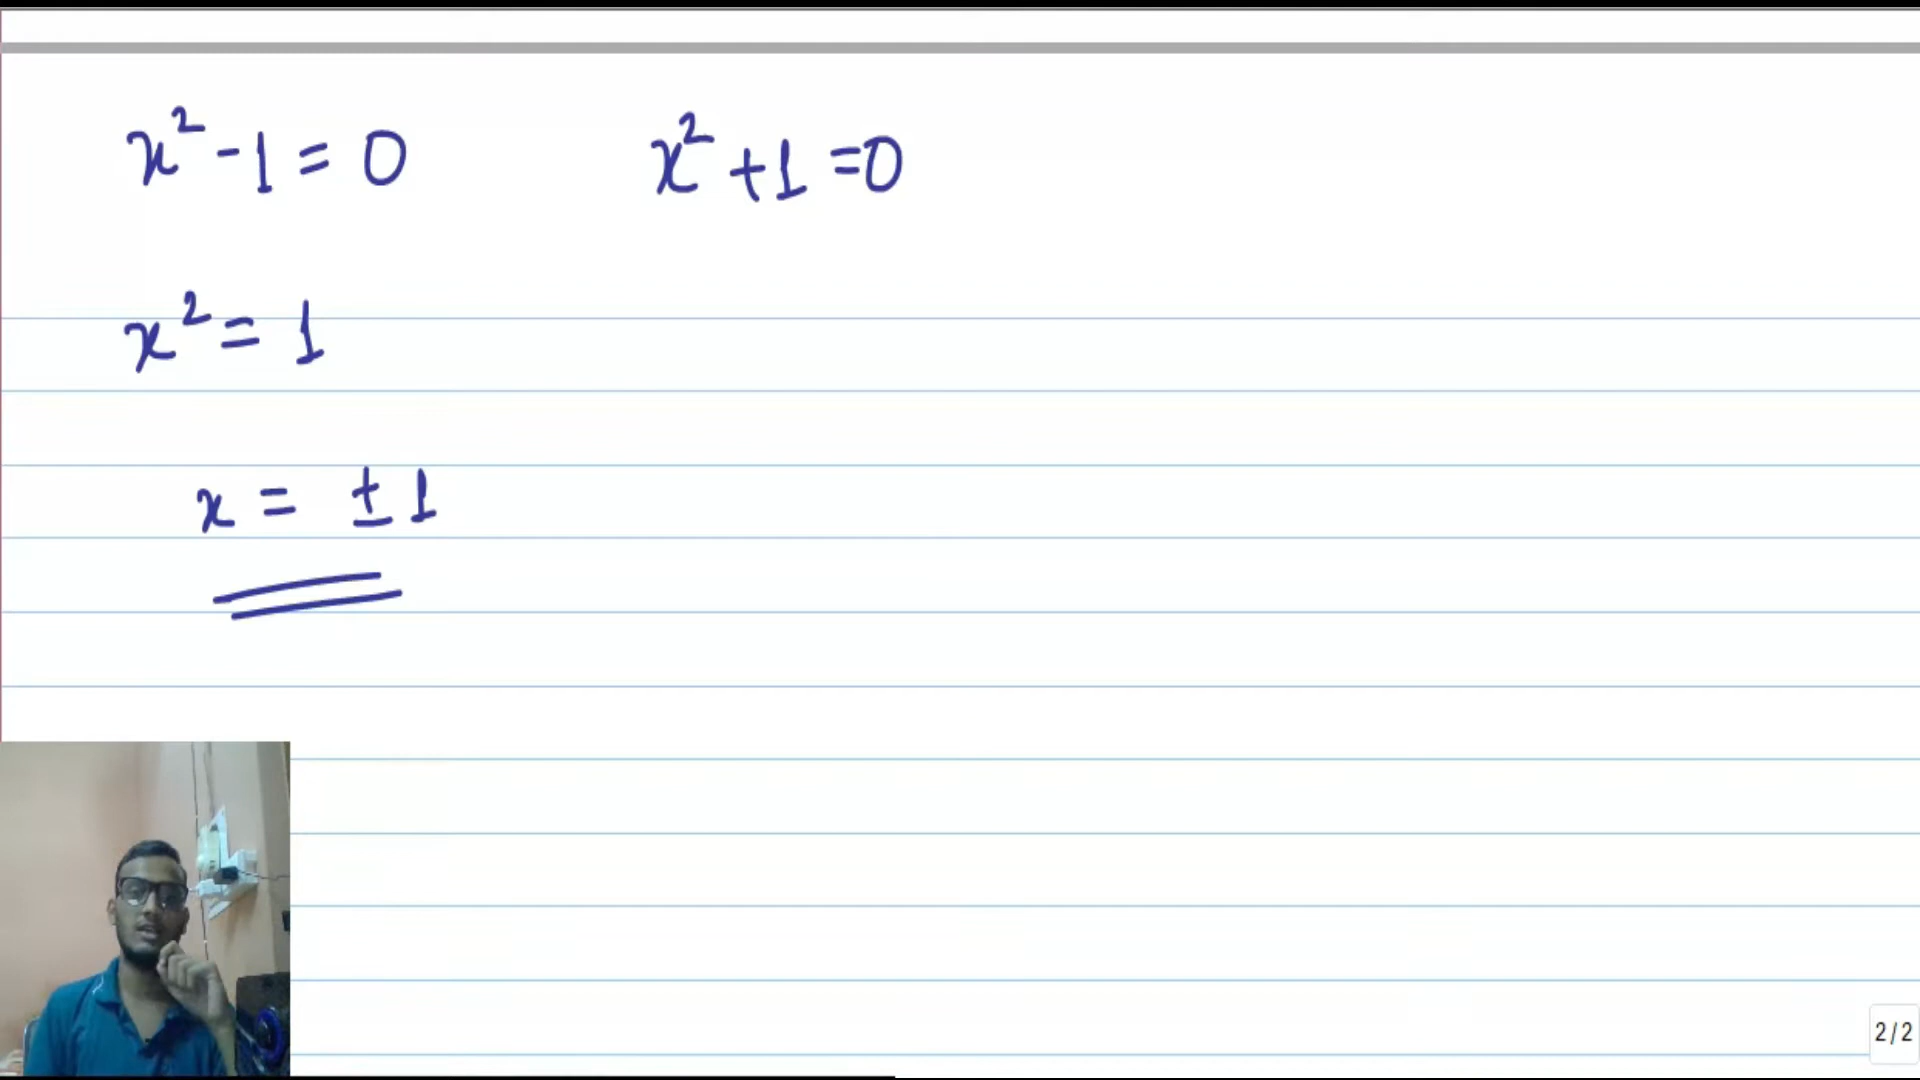 x² - 1 = 0
x² + 1 = 0
x² = 1
x = ± 1
2/2